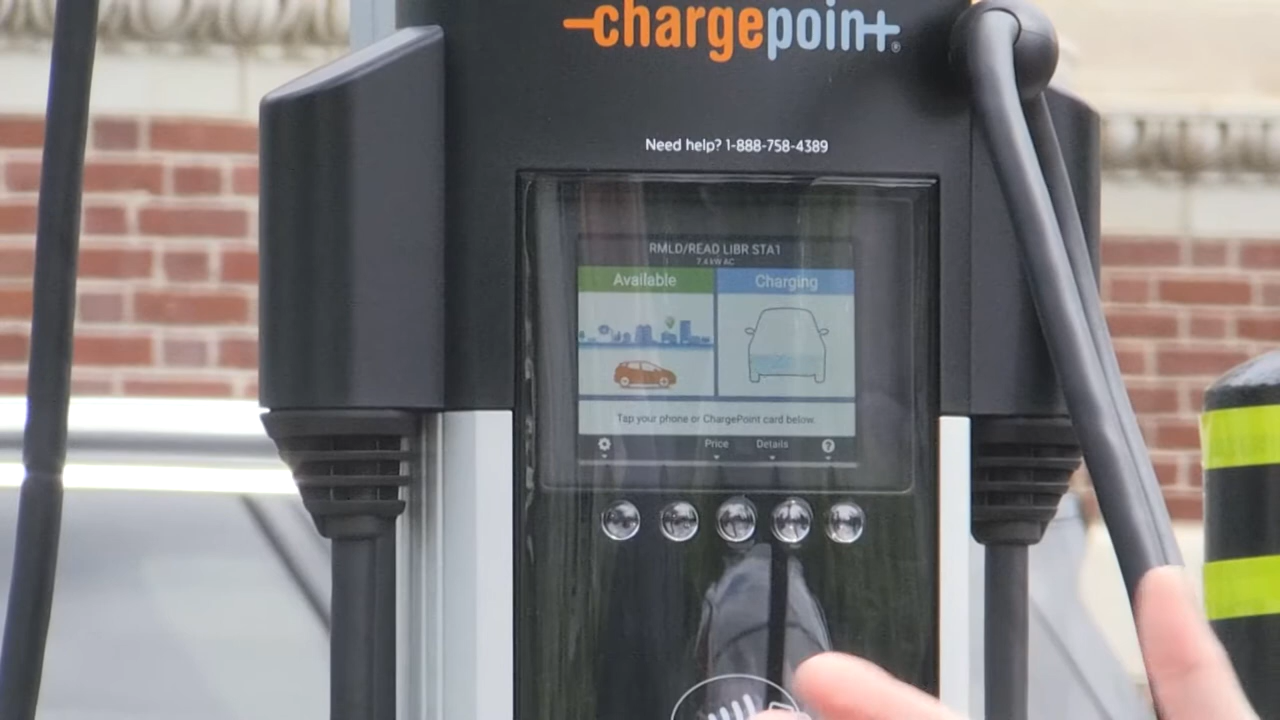 chargepoint®
Need help? 1-888-758-4389
RMLD/READ LIBR STA1
7.4 kW AC
Available Charging
Tap your phone or ChargePoint card below.
Price Details ?